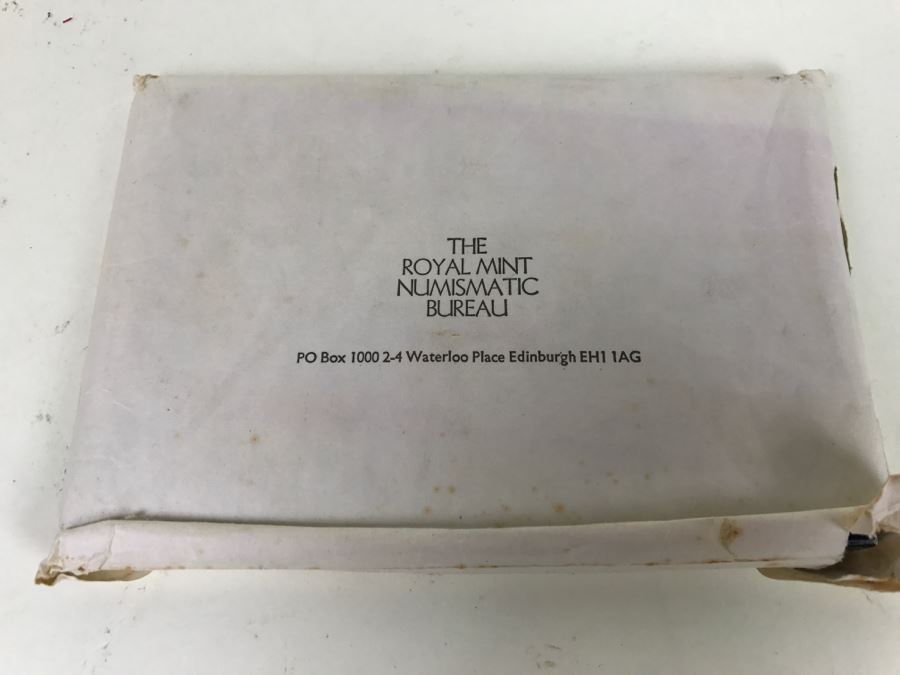 THE
ROYAL MINT
NUMISMATIC
BUREAU
PO Box 1000 2-4 Waterloo Place Edinburgh EH1 1AG